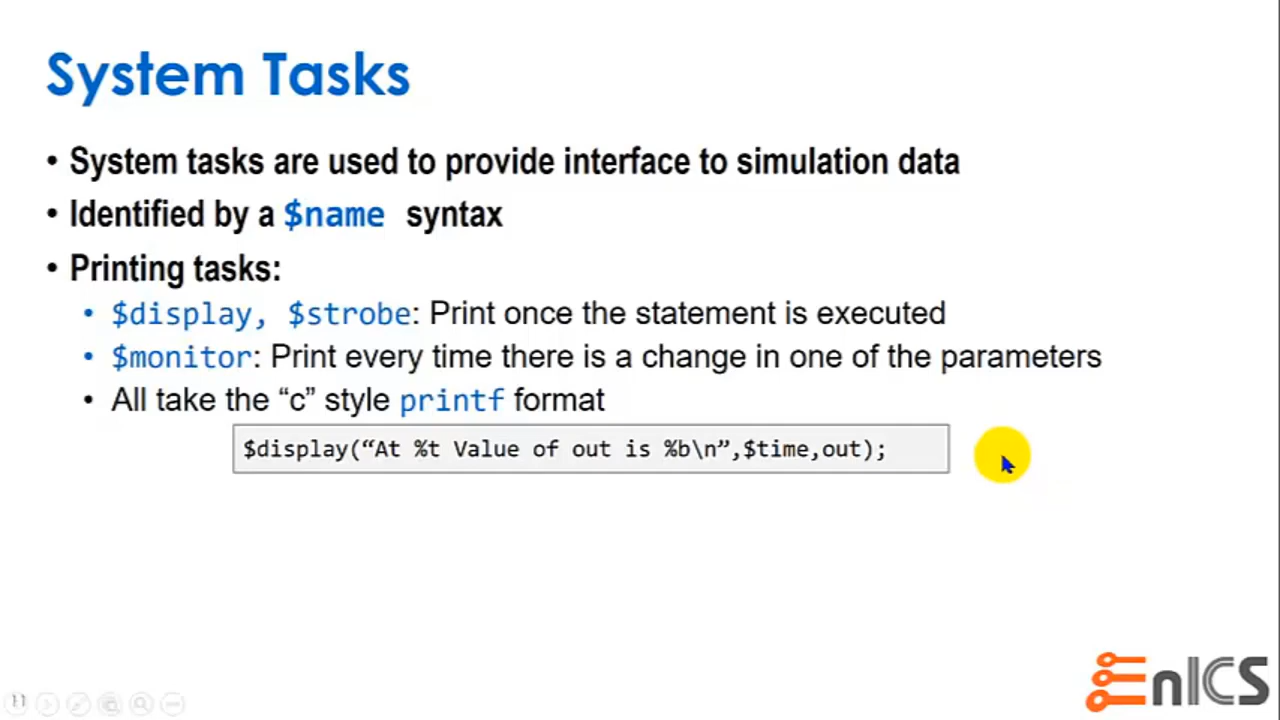 System Tasks
• System tasks are used to provide interface to simulation data
• Identified by a $name syntax
• Printing tasks:
• $display, $strobe: Print once the statement is executed
• $monitor: Print every time there is a change in one of the parameters
• All take the “c” style printf format
$display(“At %t Value of out is %b\n”,$time,out);
EnICS